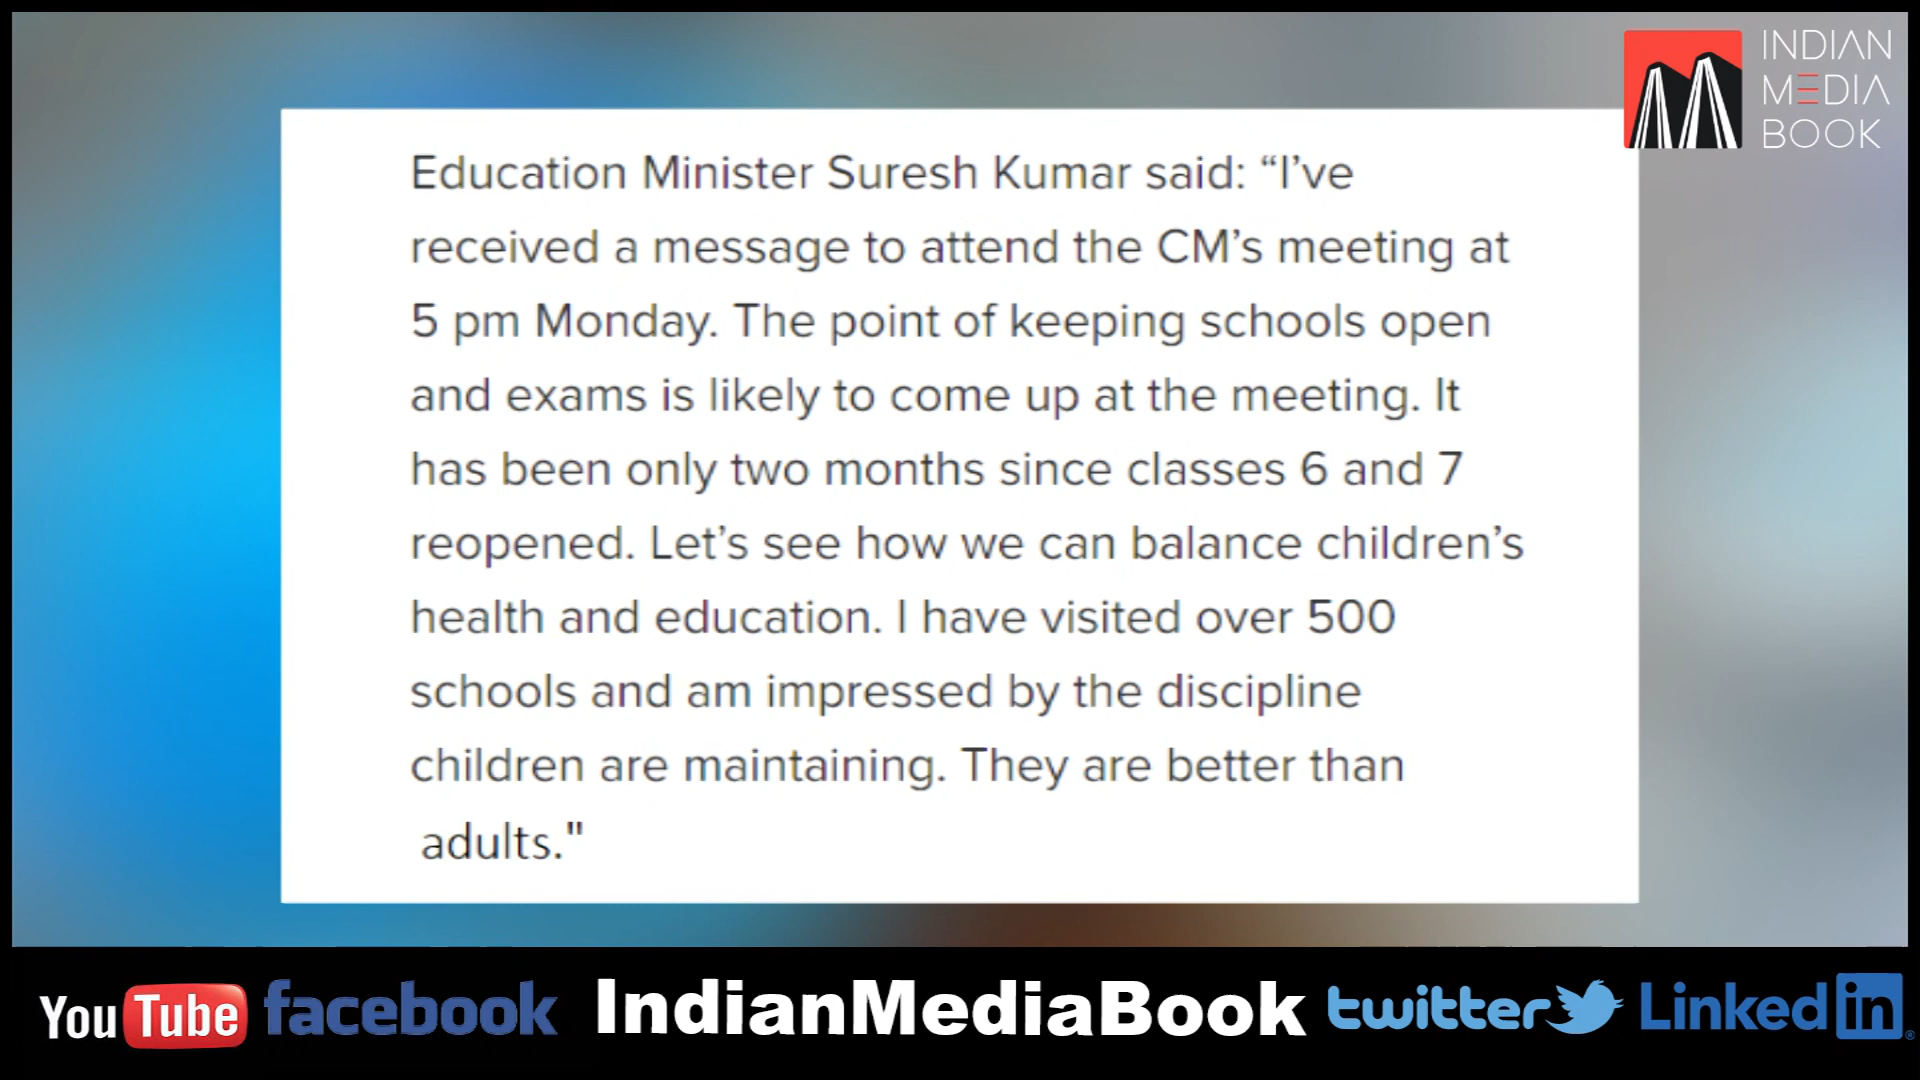 INDIAN
MEDIA
BOOK
Education Minister Suresh Kumar said: “I’ve
received a message to attend the CM’s meeting at
5 pm Monday. The point of keeping schools open
and exams is likely to come up at the meeting. It
has been only two months since classes 6 and 7
reopened. Let’s see how we can balance children’s
health and education. I have visited over 500
schools and am impressed by the discipline
children are maintaining. They are better than
adults."
YouTube facebook IndianMediaBook twitter Linked in ®